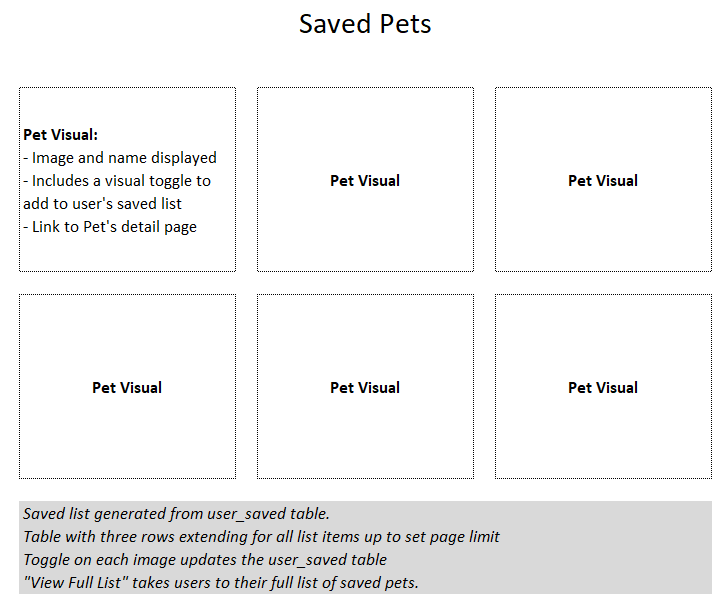 Saved Pets
Pet Visual:
- Image and name displayed
- Includes a visual toggle to
add to user's saved list
- Link to Pet's detail page
Pet Visual
Pet Visual
Pet Visual
Pet Visual
Pet Visual
Saved list generated from user_saved table.
Table with three rows extending for all list items up to set page limit
Toggle on each image updates the user_saved table
"View Full List" takes users to their full list of saved pets.